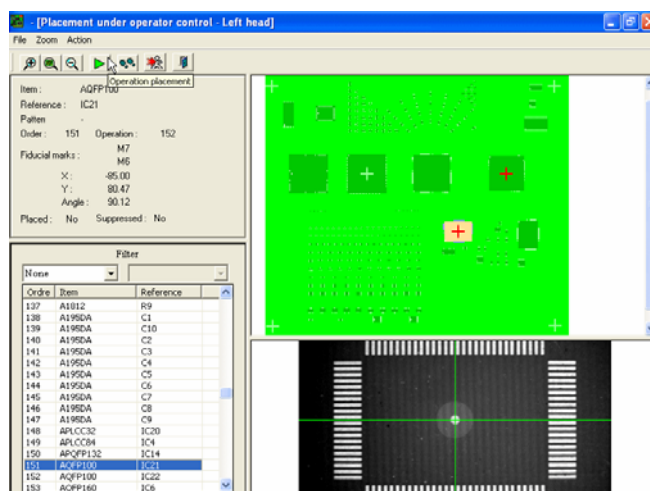 - [Placement under operator control - Left head]
File Zoom Action
Operation placement
Item : AQFP100
Reference : IC21
Patten -
Order : 151 Operation : 152
Fiducial marks : M7
M6
X : -85.00
Y : 80.47
Angle : 90.12
Placed : No Suppressed : No
Filter
None
Ordre Item Reference
137 A1812 R9
138 A195DA C1
139 A195DA C10
140 A195DA C2
141 A195DA C3
142 A195DA C4
143 A195DA C5
144 A195DA C6
145 A195DA C7
146 A195DA C8
147 A195DA C9
148 APLCC32 IC20
149 APLCC84 IC4
150 APQFP132 IC14
151 AQFP100 IC21
152 AQFP100 IC22
153 AQFP160 IC6